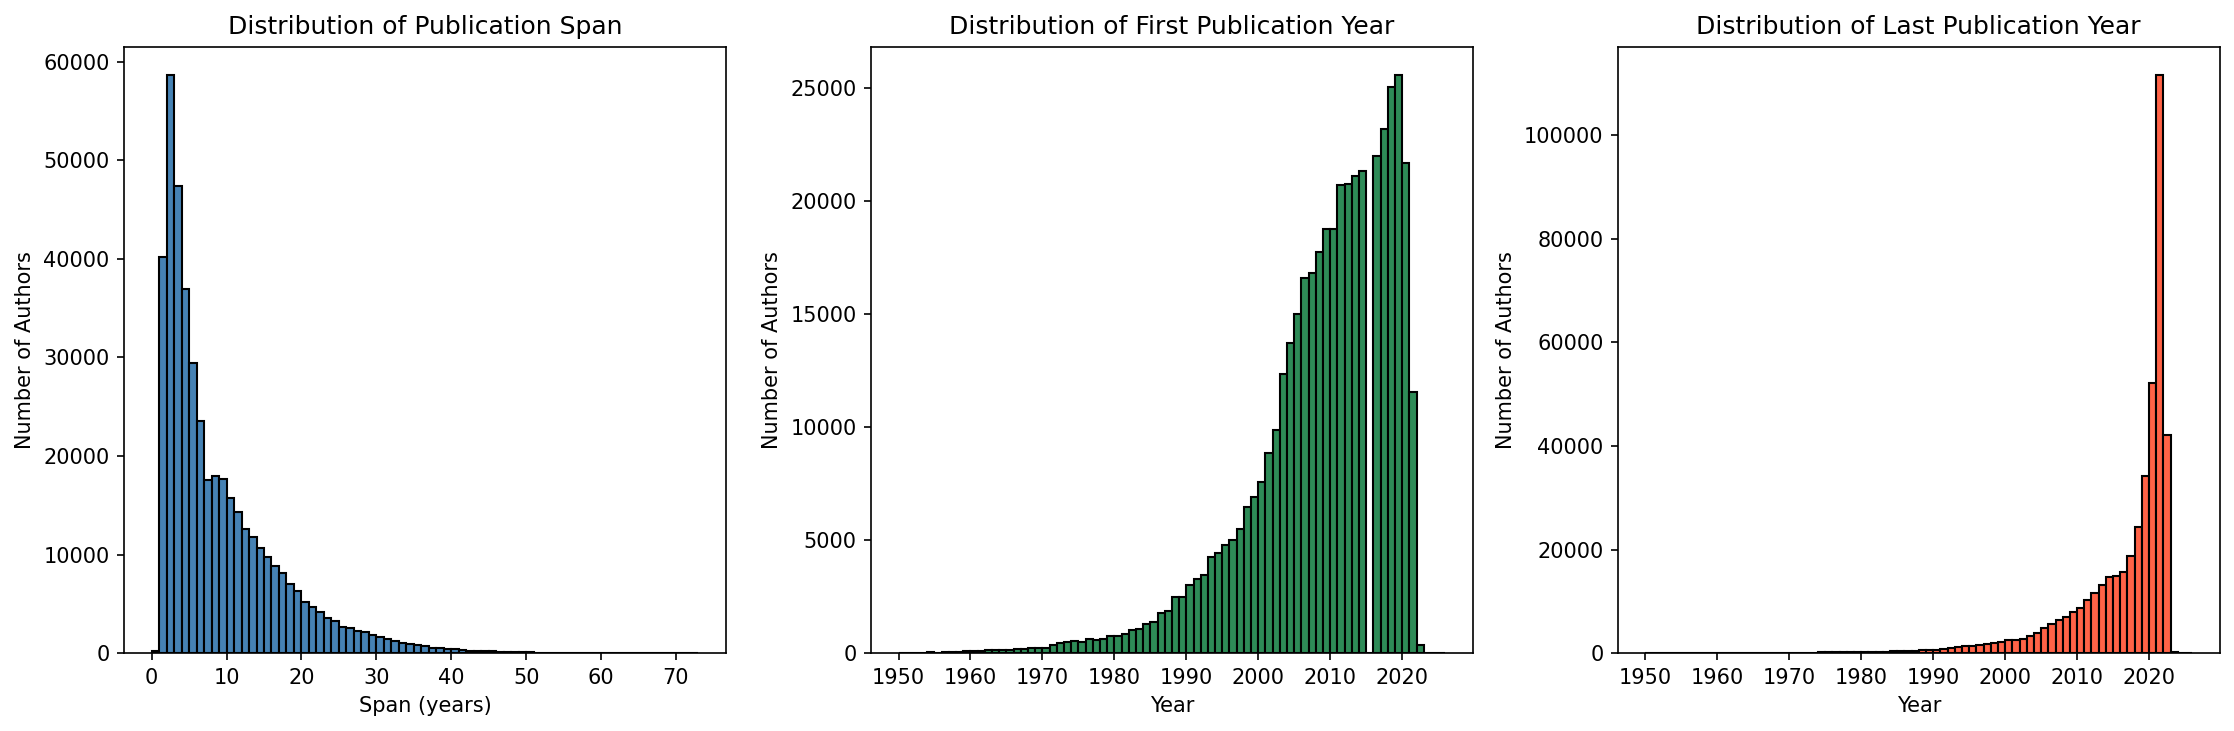 Distribution of Publication Span
60000
50000
40000
30000
20000
10000
0
Number of Authors
0 10 20 30 40 50 60 70
Span (years)
Distribution of First Publication Year
25000
20000
15000
10000
5000
0
Number of Authors
1950 1960 1970 1980 1990 2000 2010 2020
Year
Distribution of Last Publication Year
100000
80000
60000
40000
20000
0
Number of Authors
1950 1960 1970 1980 1990 2000 2010 2020
Year